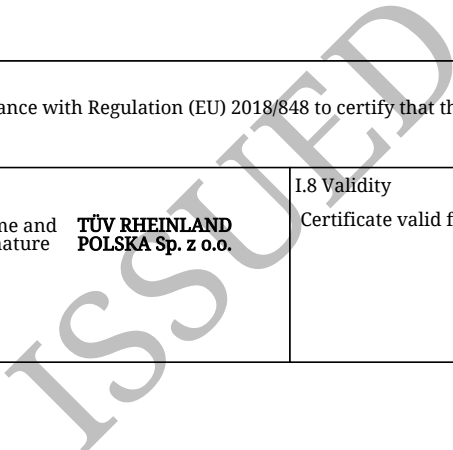 ance with Regulation (EU) 2018/848 to certify that th
I.8 Validity
me and
nature
TÜV RHEINLAND
POLSKA Sp. z o.o.
Certificate valid f
ISSUED